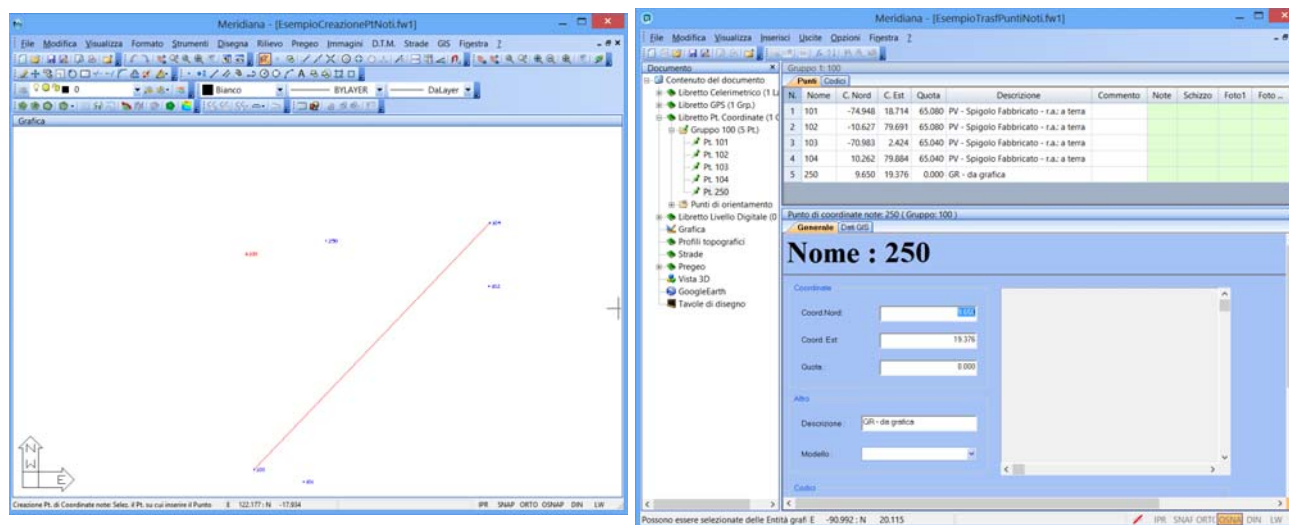 Meridiana - [EsempioCreazionePtNoti.fw1]
File Modifica Visualizza Formato Strumenti Disegna Rilievo Pregeo Immagini D.T.M. Strade GIS Finestra ?
0 Bianco BYLAYER DaLayer
Grafica
250
N
W
E
Creazione Pt. di Coordinate note: Selez. il Pt. su cui inserire il Punto E 122.177 : N -17.934 IPR SNAP ORTO OSNAP DIN LW
Meridiana - [EsempioTrasfPuntiNoti.fw1]
File Modifica Visualizza Inserisci Uscite Opzioni Finestra ?
Documento
Contenuto del documento
Libretto Celerimetrico (1 La
Libretto GPS (1 Grp.)
Libretto Pt. Coordinate (1 G
Gruppo 100 (5 Pt.)
Pt. 101
Pt. 102
Pt. 103
Pt. 104
Pt. 250
Punti di orientamento
Libretto Livello Digitale (0
Grafica
Profili topografici
Strade
Pregeo
Vista 3D
GoogleEarth
Tavole di disegno
Gruppo 1: 100
Punti Codici
N. Nome C. Nord C. Est Quota Descrizione Commento Note Schizzo Foto1 Foto ...
1 101 -74.948 18.714 65.080 PV - Spigolo Fabbricato - r.a.: a terra
2 102 -10.627 79.691 65.080 PV - Spigolo Fabbricato - r.a.: a terra
3 103 -70.983 2.424 65.040 PV - Spigolo Fabbricato - r.a.: a terra
4 104 10.262 79.884 65.040 PV - Spigolo Fabbricato - r.a.: a terra
5 250 9.650 19.376 0.000 GR - da grafica
Punto di coordinate note: 250 ( Gruppo: 100 )
Generale Dati GIS
Nome : 250
Coordinate
Coord.Nord: 9.650
Coord. Est: 19.376
Quota : 0.000
Altro
Descrizione : GR - da grafica
Modello :
Codici
Possono essere selezionate delle Entità grafi E -90.992 : N 20.115 IPR SNAF ORTO OSNA DIN LW